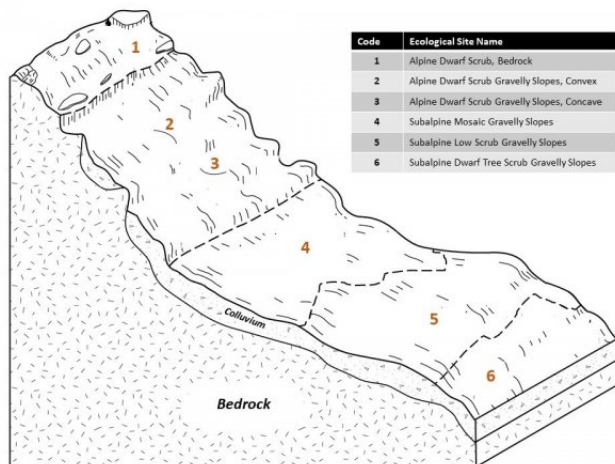 Code Ecological Site Name
1 Alpine Dwarf Scrub, Bedrock
2 Alpine Dwarf Scrub Gravelly Slopes, Convex
3 Alpine Dwarf Scrub Gravelly Slopes, Concave
4 Subalpine Mosaic Gravelly Slopes
5 Subalpine Low Scrub Gravelly Slopes
6 Subalpine Dwarf Tree Scrub Gravelly Slopes
1
2
3
4
5
6
Colluvium
Bedrock